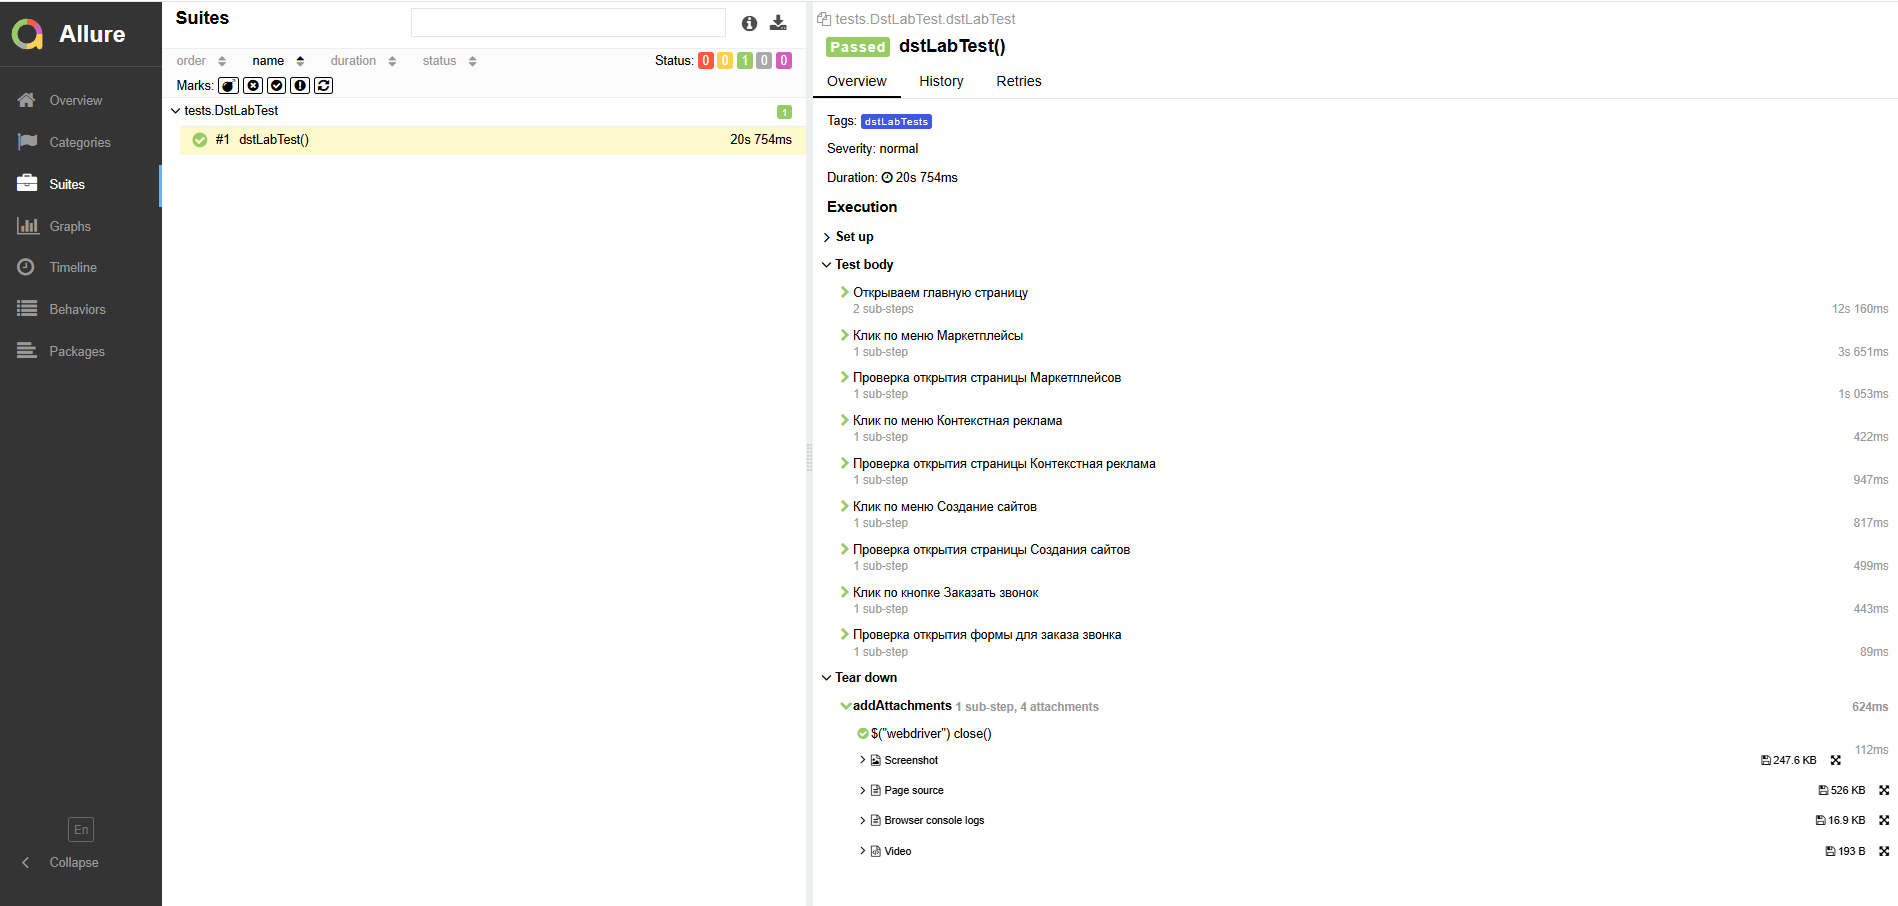 Allure
Overview
Categories
Suites
Graphs
Timeline
Behaviors
Packages
En
Collapse
Suites
order name duration status Status: 0 0 1 0 0
Marks:
tests.DstLabTest 1
#1 dstLabTest() 20s 754ms
tests.DstLabTest.dstLabTest
Passed dstLabTest()
Overview History Retries
Tags: dstLabTests
Severity: normal
Duration: 20s 754ms
Execution
Set up
Test body
Открываем главную страницу
2 sub-steps 12s 160ms
Клик по меню Маркетплейсы
1 sub-step 3s 651ms
Проверка открытия страницы Маркетплейсов
1 sub-step 1s 053ms
Клик по меню Контекстная реклама
1 sub-step 422ms
Проверка открытия страницы Контекстная реклама
1 sub-step 947ms
Клик по меню Создание сайтов
1 sub-step 817ms
Проверка открытия страницы Создания сайтов
1 sub-step 499ms
Клик по кнопке Заказать звонок
1 sub-step 443ms
Проверка открытия формы для заказа звонка
1 sub-step 89ms
Tear down
addAttachments 1 sub-step, 4 attachments 624ms
$("webdriver") close()
112ms
Screenshot 247.6 KB
Page source 526 KB
Browser console logs 16.9 KB
Video 193 B